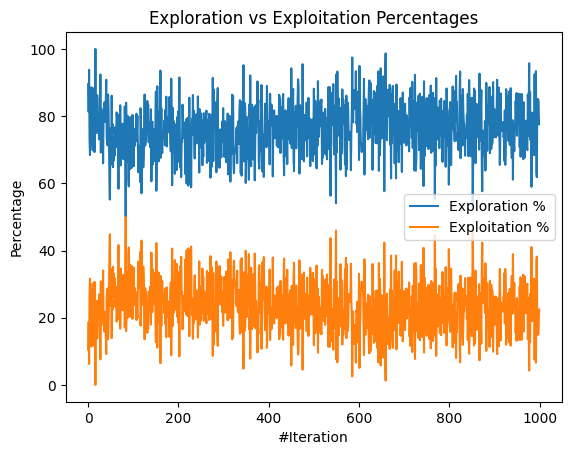 Exploration vs Exploitation Percentages
100
80
60
40
20
0
Percentage
Exploration %
Exploitation %
0
200
400
600
800
1000
#Iteration